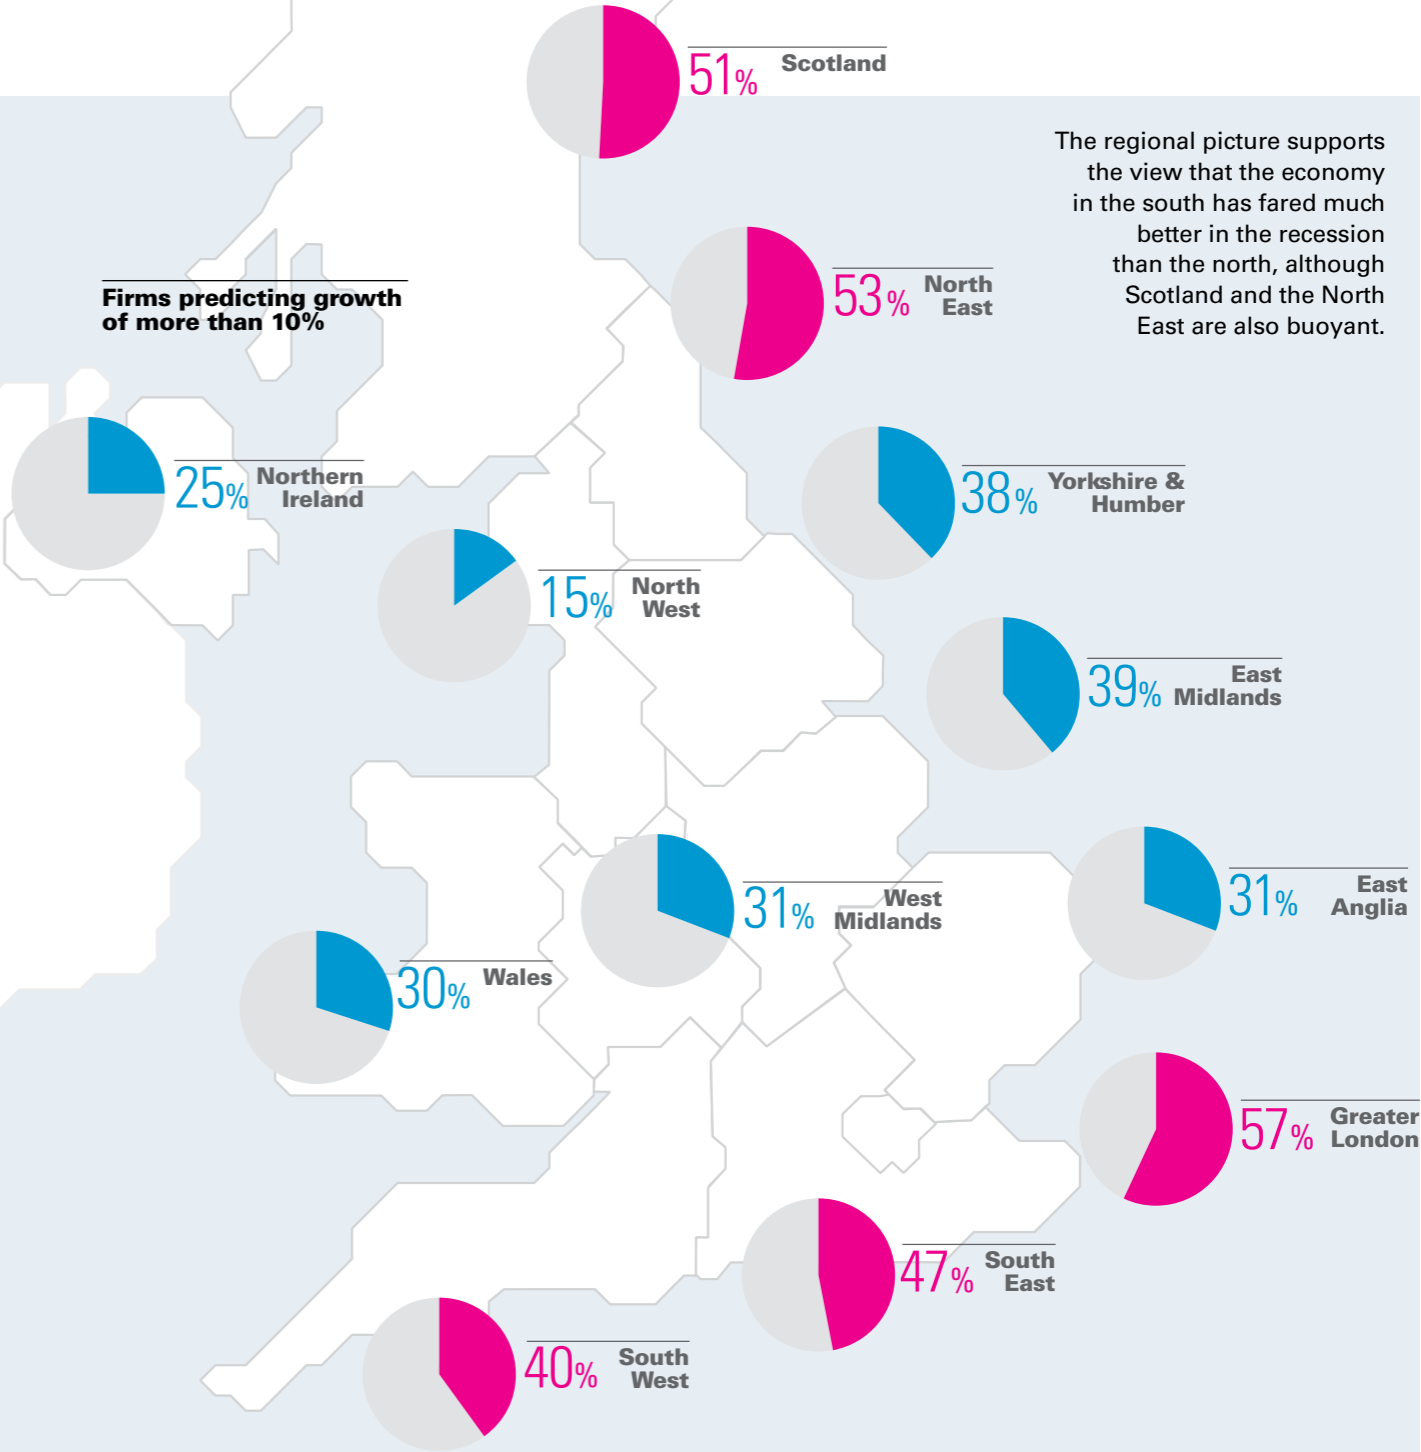 51% Scotland
The regional picture supports
the view that the economy
in the south has fared much
better in the recession
than the north, although
Scotland and the North
East are also buoyant.
53% North
East
Firms predicting growth
of more than 10%
25% Northern
Ireland
38% Yorkshire &
Humber
15% North
West
39% East
Midlands
31% West
Midlands
31% East
Anglia
30% Wales
57% Greater
London
47% South
East
40% South
West